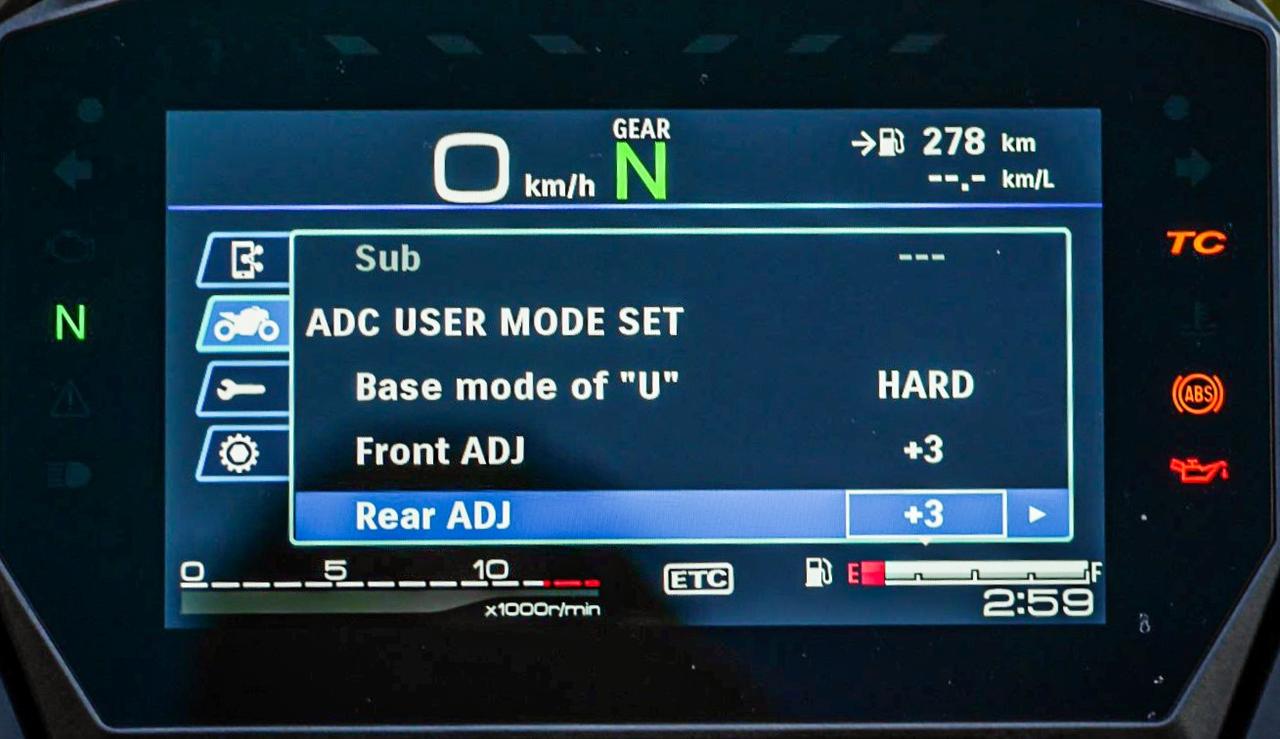 GEAR
0 km/h N
278 km
--.- km/L
TC
Sub ---
ADC USER MODE SET
N
Base mode of "U" HARD
ABS
Front ADJ +3
Rear ADJ +3
0 5 10
x1000r/min
ETC
E F
2:59